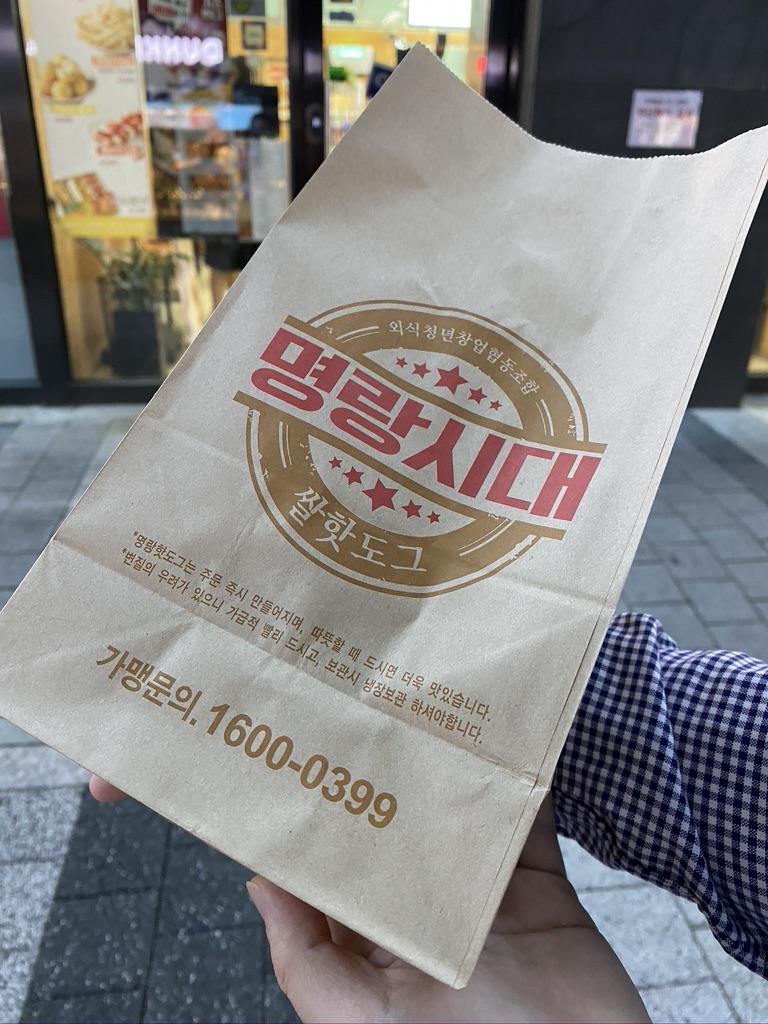 DUNK
외식청년창업협동조합
명랑시대
쌀핫도그
*명랑핫도그는 주문 즉시 만들어지며, 따뜻할 때 드시면 더욱 맛있습니다.
*변질의 우려가 있으니 가급적 빨리 드시고, 보관시 냉장보관 하셔야합니다.
가맹문의. 1600-0399